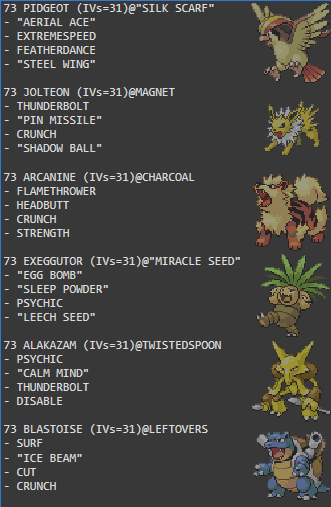 73 PIDGEOT (IVs=31)@"SILK SCARF"
- "AERIAL ACE"
- EXTREMESPEED
- FEATHERDANCE
- "STEEL WING"
73 JOLTEON (IVs=31)@MAGNET
- THUNDERBOLT
- "PIN MISSILE"
- CRUNCH
- "SHADOW BALL"
73 ARCANINE (IVs=31)@CHARCOAL
- FLAMETHROWER
- HEADBUTT
- CRUNCH
- STRENGTH
73 EXEGGUTOR (IVs=31)@"MIRACLE SEED"
- "EGG BOMB"
- "SLEEP POWDER"
- PSYCHIC
- "LEECH SEED"
73 ALAKAZAM (IVs=31)@TWISTEDSPOON
- PSYCHIC
- "CALM MIND"
- THUNDERBOLT
- DISABLE
73 BLASTOISE (IVs=31)@LEFTOVERS
- SURF
- "ICE BEAM"
- CUT
- CRUNCH